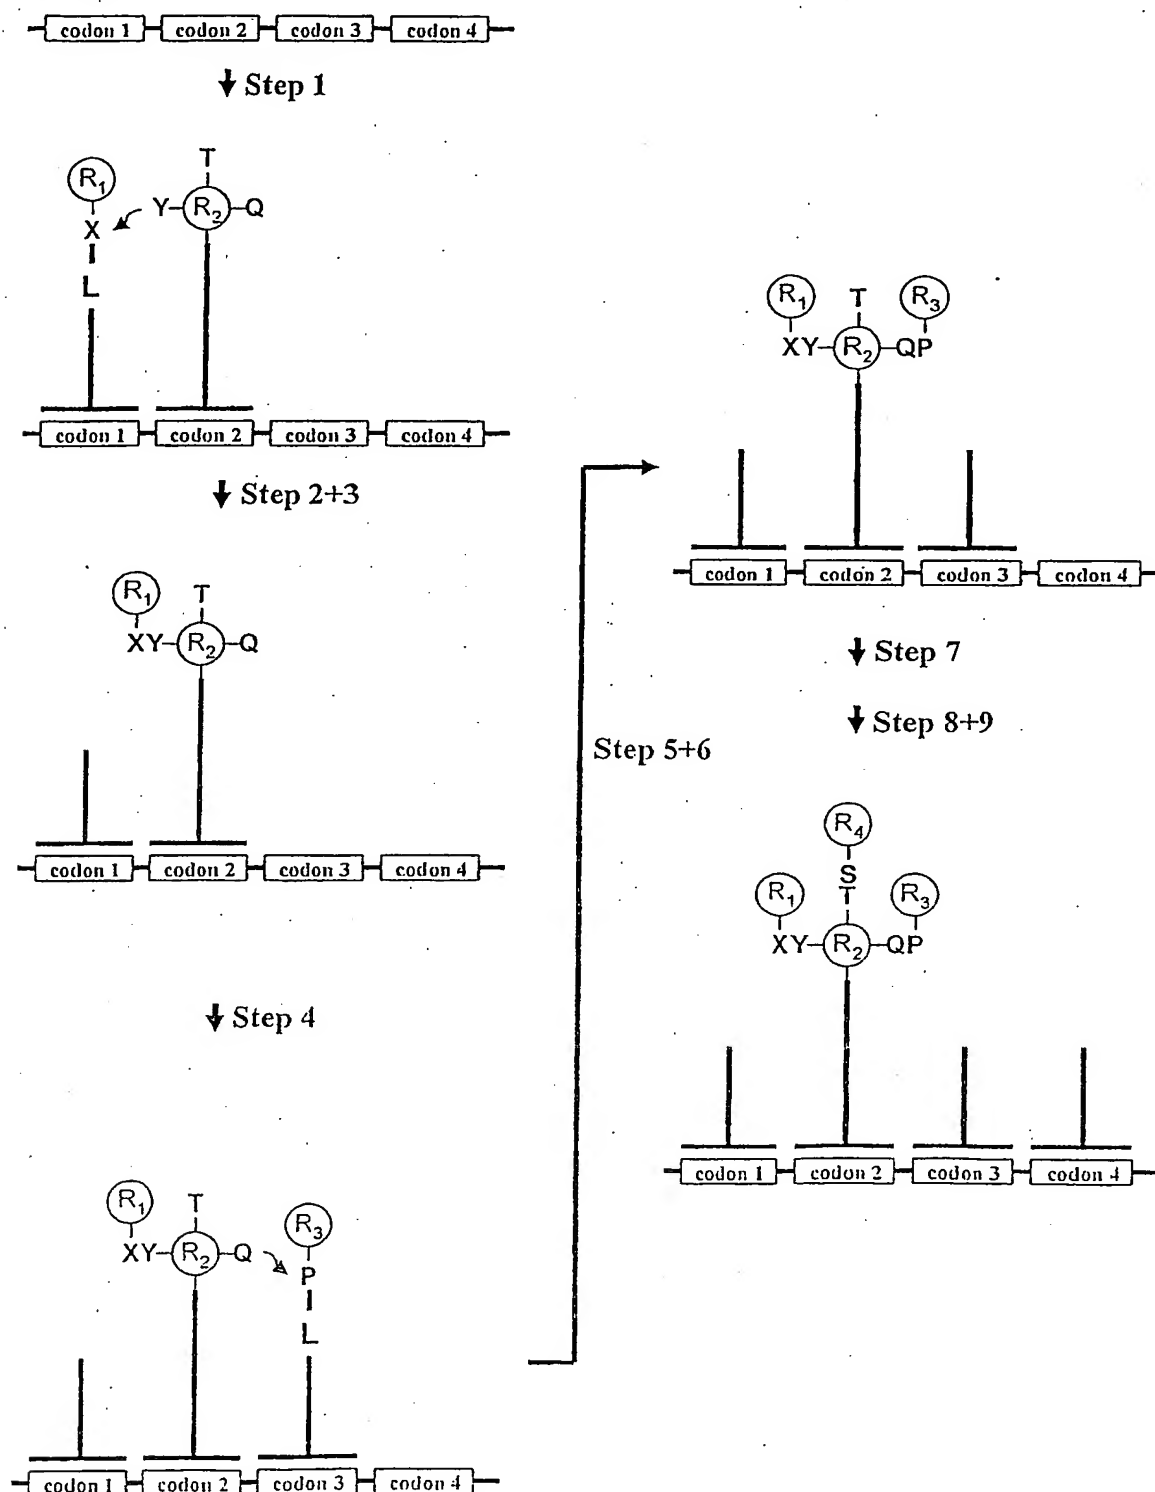 codon 1 codon 2 codon 3 codon 4
Step 1
R1
X
L
T
Y R2 Q
codon 1 codon 2 codon 3 codon 4
Step 2+3
R1 T
XY R2 Q
codon 1 codon 2 codon 3 codon 4
Step 4
R1 T
XY R2 Q
R3
P
L
codon 1 codon 2 codon 3 codon 4
Step 5+6
R1 T R3
XY R2 QP
codon 1 codon 2 codon 3 codon 4
Step 7
Step 8+9
R4
S
R1 T R3
XY R2 QP
codon 1 codon 2 codon 3 codon 4